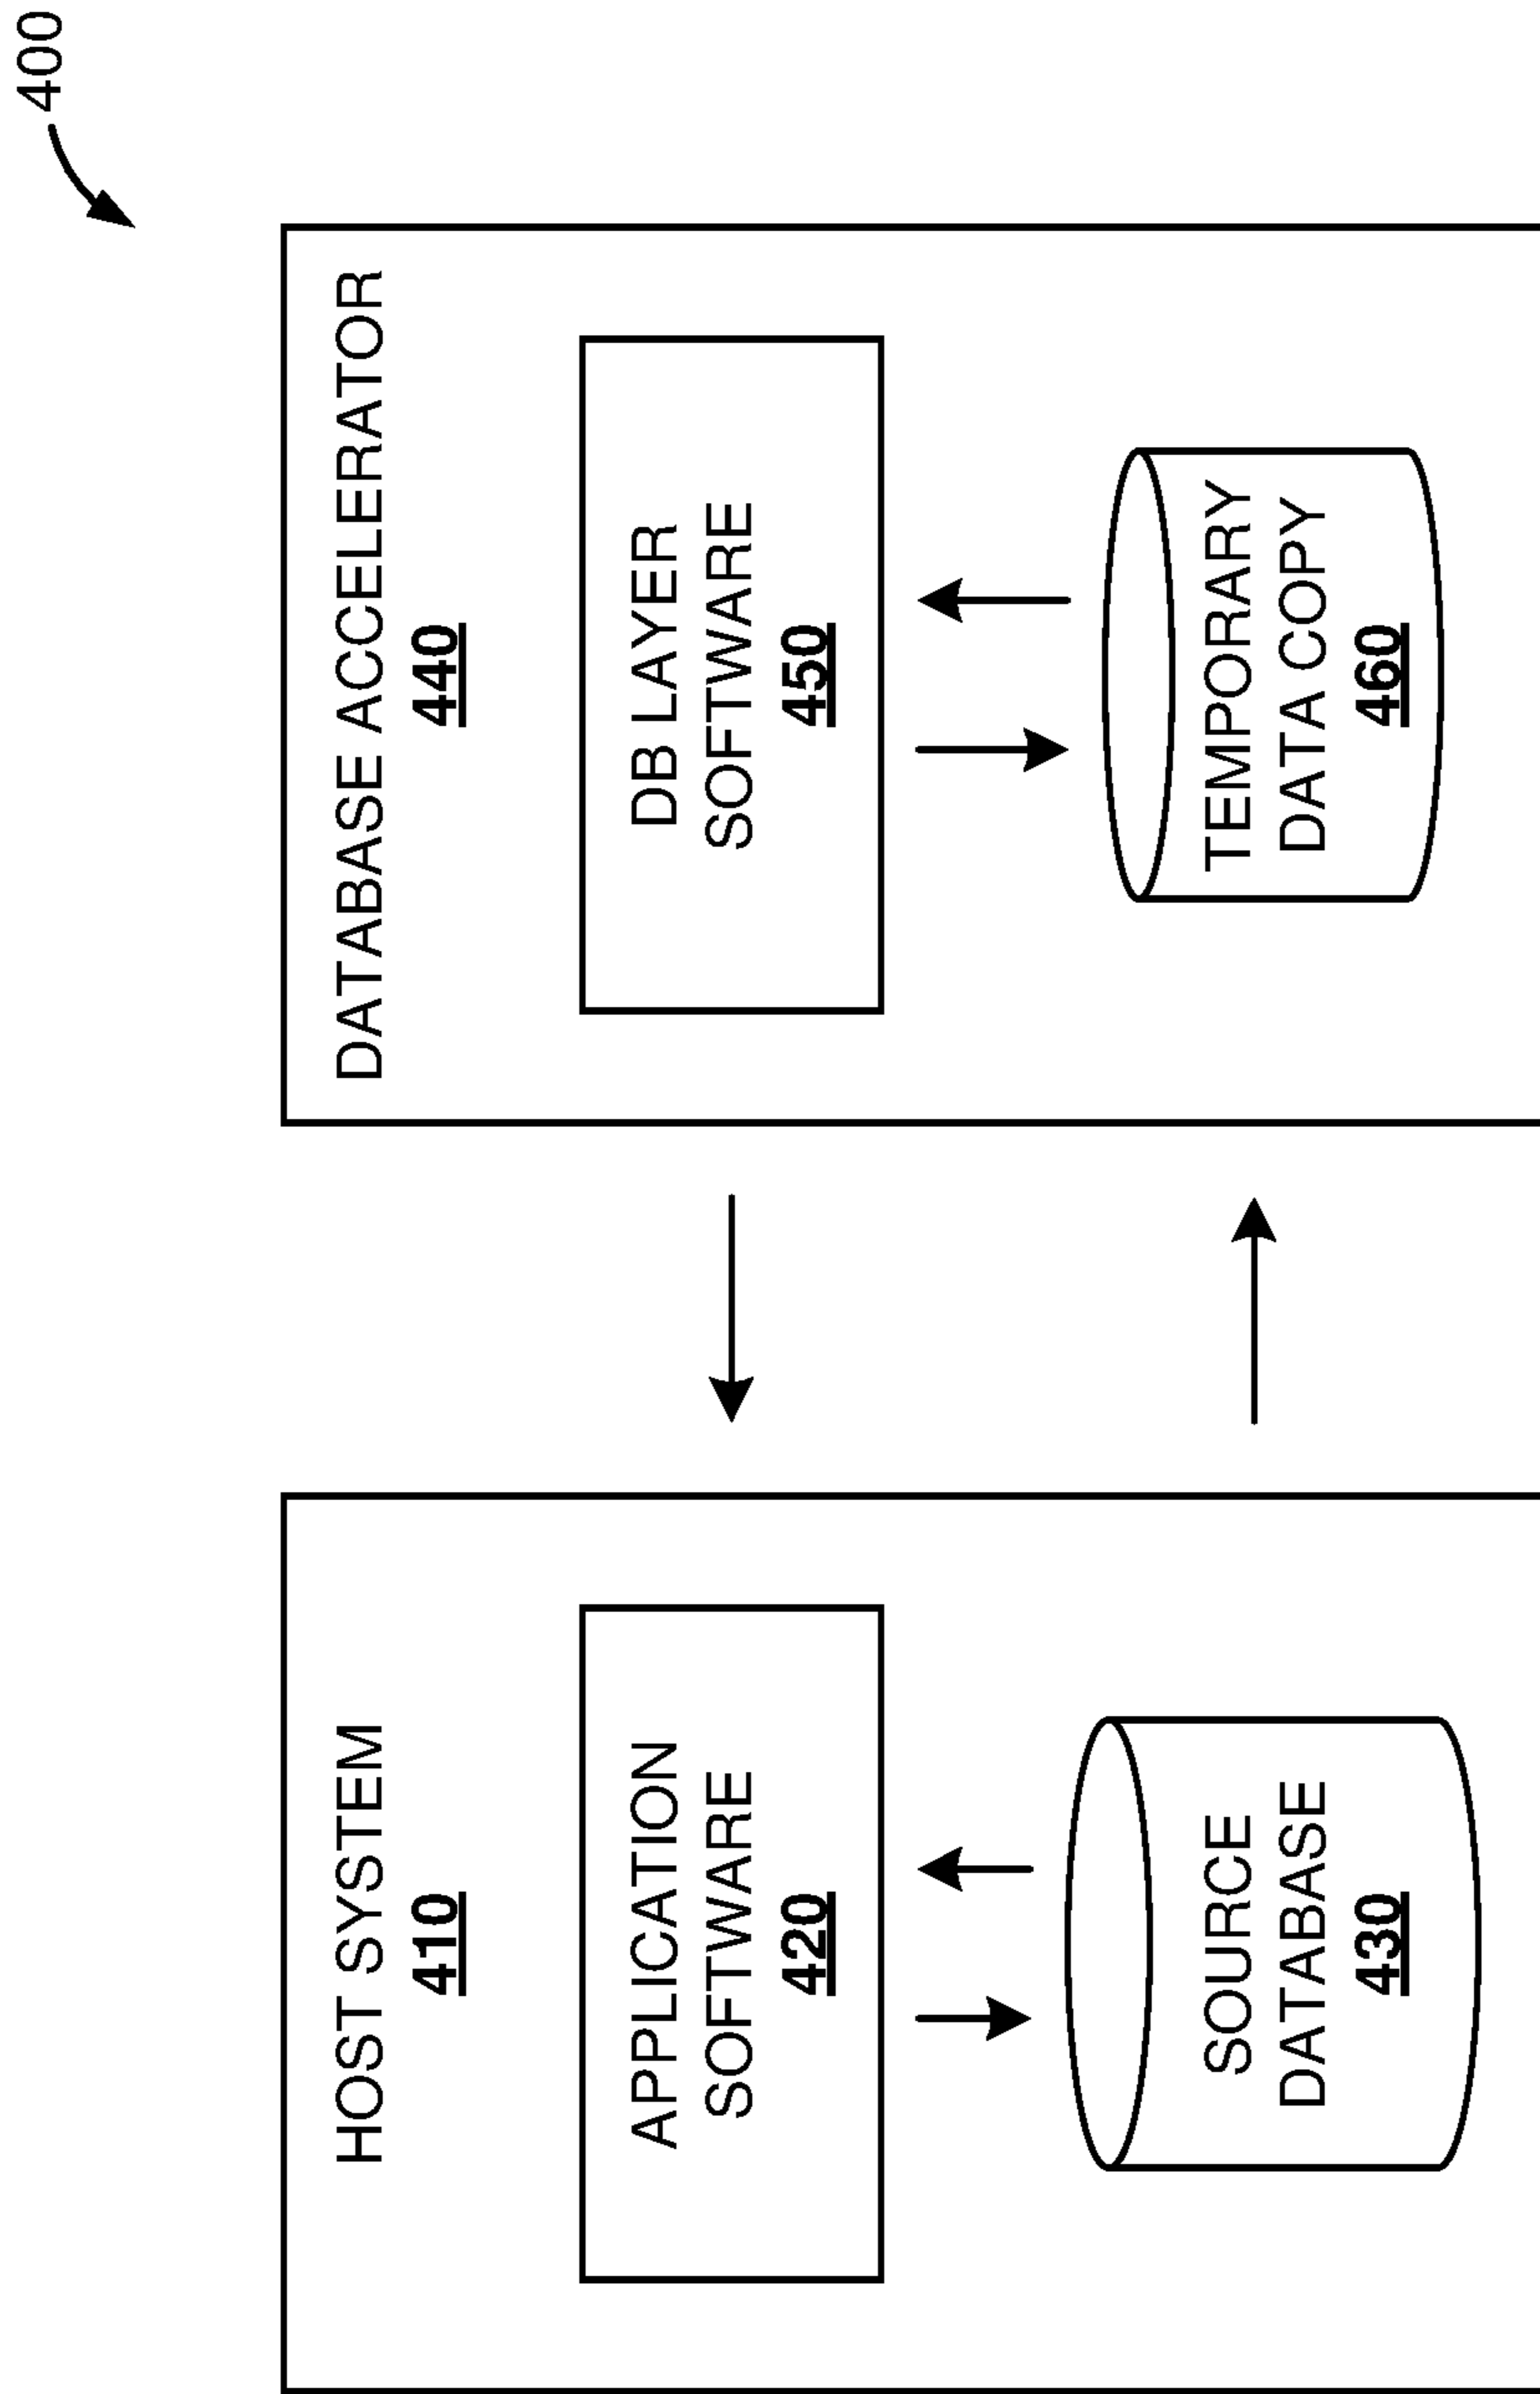 400
HOST SYSTEM
410
APPLICATION
SOFTWARE
420
SOURCE
DATABASE
430
DATABASE ACCELERATOR
440
DB LAYER
SOFTWARE
450
TEMPORARY
DATA COPY
460